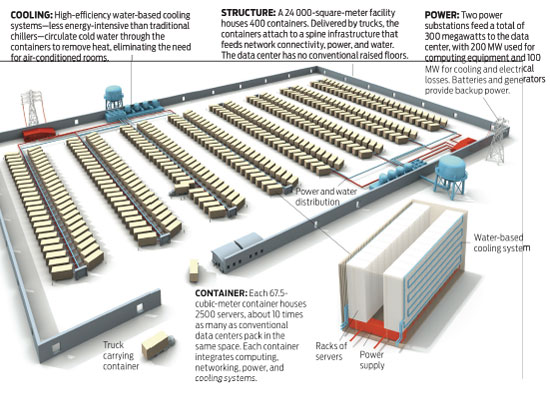 COOLING: High-efficiency water-based cooling
systems—less energy-intensive than traditional
chillers—circulate cold water through the
containers to remove heat, eliminating the need
for air-conditioned rooms.
STRUCTURE: A 24 000-square-meter facility
houses 400 containers. Delivered by trucks, the
containers attach to a spine infrastructure that
feeds network connectivity, power, and water.
The data center has no conventional raised floors.
POWER: Two power
substations feed a total of
300 megawatts to the data
center, with 200 MW used for
computing equipment and 100
MW for cooling and electrical
losses. Batteries and generators
provide backup power.
Power and water
distribution
Water-based
cooling system
CONTAINER: Each 67.5-
cubic-meter container houses
2500 servers, about 10 times
as many as conventional
data centers pack in the
same space. Each container
integrates computing,
networking, power, and
cooling systems.
Truck
carrying
container
Racks of
servers
Power
supply